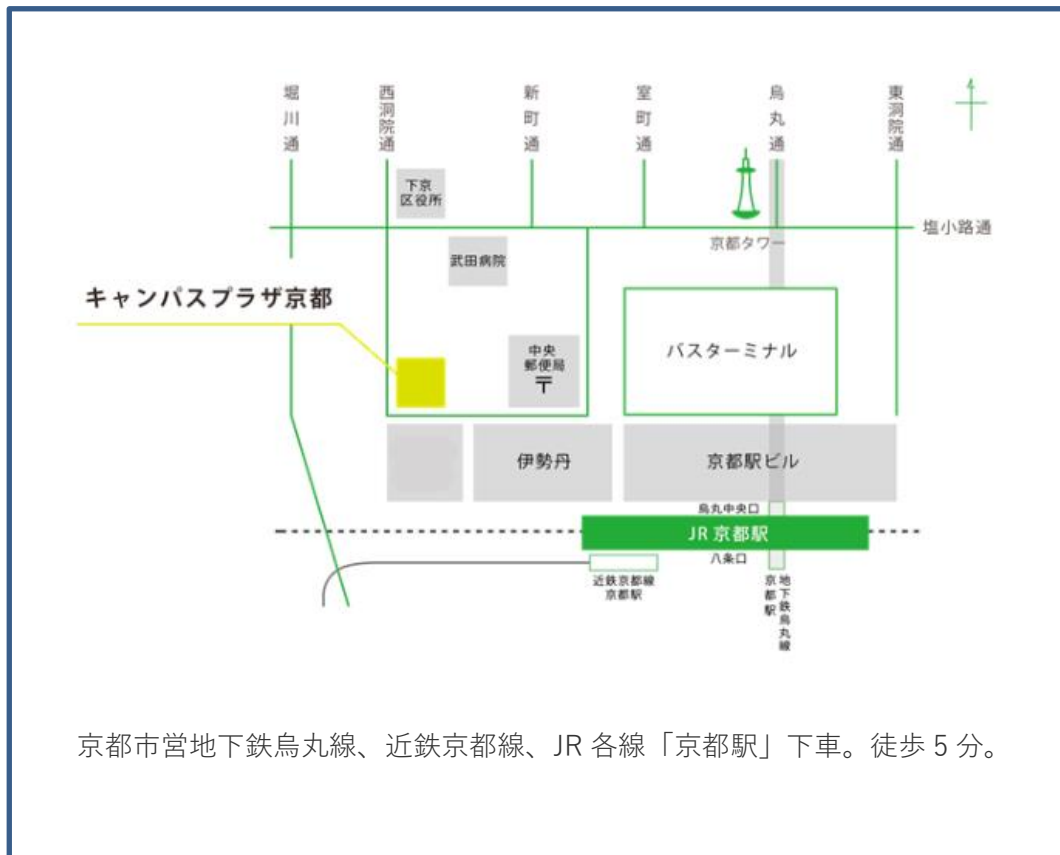 堀川通
西洞院通
新町通
室町通
烏丸通
東洞院通
下京
区役所
塩小路通
京都タワー
武田病院
キャンパスプラザ京都
中央
郵便局
〒
バスターミナル
伊勢丹
京都駅ビル
烏丸中央口
JR 京都駅
八条口
近鉄京都線
京都駅
地下鉄烏丸線
京都駅
京都市営地下鉄烏丸線、近鉄京都線、JR 各線「京都駅」下車。徒歩 5 分。